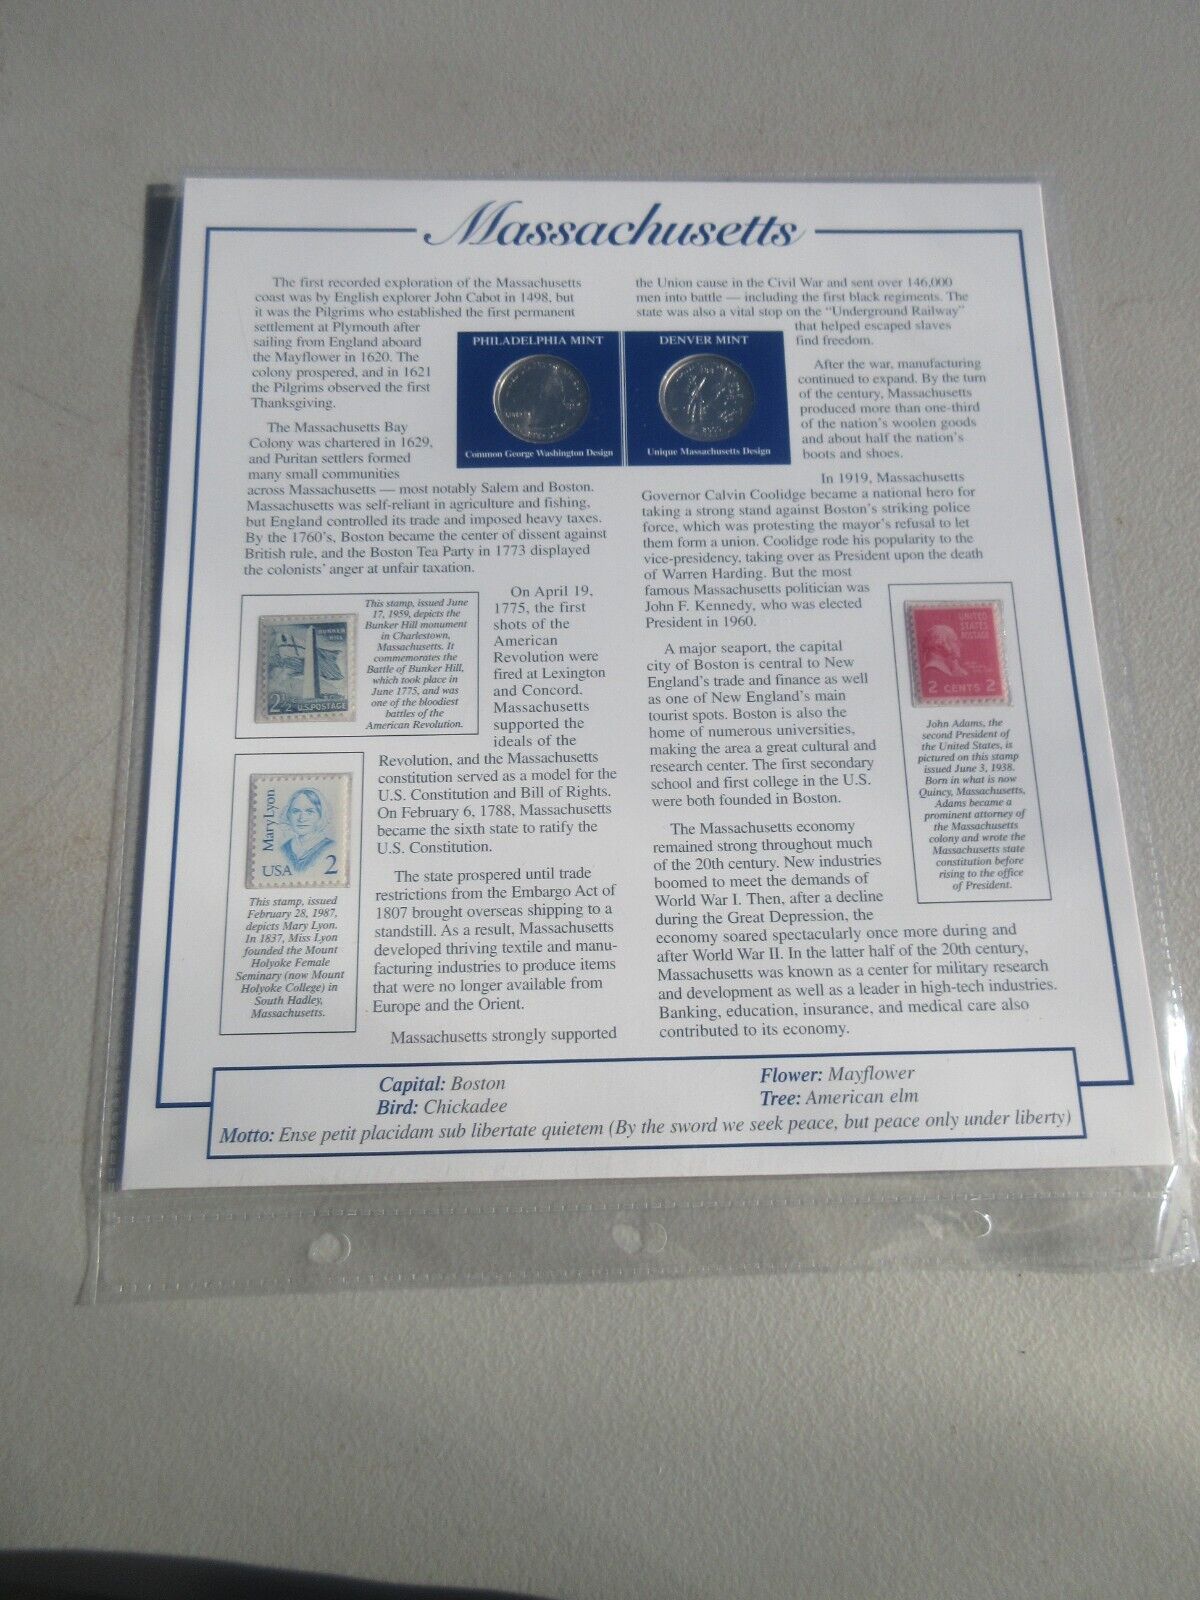 Massachusetts
The first recorded exploration of the Massachusetts
coast was by English explorer John Cabot in 1498, but
it was the Pilgrims who established the first permanent
settlement at Plymouth after
sailing from England aboard
the Mayflower in 1620. The
colony prospered, and in 1621
the Pilgrims observed the first
Thanksgiving.
The Massachusetts Bay
Colony was chartered in 1629,
and Puritan settlers formed
many small communities
across Massachusetts — most notably Salem and Boston.
Massachusetts was self-reliant in agriculture and fishing,
but England controlled its trade and imposed heavy taxes.
By the 1760's, Boston became the center of dissent against
British rule, and the Boston Tea Party in 1773 displayed
the colonists' anger at unfair taxation.
PHILADELPHIA MINT
Common George Washington Design
DENVER MINT
Unique Massachusetts Design
This stamp, issued June
17, 1959, depicts the
Bunker Hill monument
in Charlestown,
Massachusetts. It
commemorates the
Battle of Bunker Hill,
which took place in
June 1775, and was
one of the bloodiest
battles of the
American Revolution.
BUNKER
HILL
2½ U.S.POSTAGE
On April 19,
1775, the first
shots of the
American
Revolution were
fired at Lexington
and Concord.
Massachusetts
supported the
ideals of the
Revolution, and the Massachusetts
constitution served as a model for the
U.S. Constitution and Bill of Rights.
On February 6, 1788, Massachusetts
became the sixth state to ratify the
U.S. Constitution.
The state prospered until trade
restrictions from the Embargo Act of
1807 brought overseas shipping to a
standstill. As a result, Massachusetts
developed thriving textile and manu-
facturing industries to produce items
that were no longer available from
Europe and the Orient.
Massachusetts strongly supported
Mary Lyon
USA 2
This stamp, issued
February 28, 1987,
depicts Mary Lyon.
In 1837, Miss Lyon
founded the Mount
Holyoke Female
Seminary (now Mount
Holyoke College) in
South Hadley,
Massachusetts.
the Union cause in the Civil War and sent over 146,000
men into battle — including the first black regiments. The
state was also a vital stop on the "Underground Railway"
that helped escaped slaves
find freedom.
After the war, manufacturing
continued to expand. By the turn
of the century, Massachusetts
produced more than one-third
of the nation's woolen goods
and about half the nation's
boots and shoes.
In 1919, Massachusetts
Governor Calvin Coolidge became a national hero for
taking a strong stand against Boston's striking police
force, which was protesting the mayor's refusal to let
them form a union. Coolidge rode his popularity to the
vice-presidency, taking over as President upon the death
of Warren Harding. But the most
famous Massachusetts politician was
John F. Kennedy, who was elected
President in 1960.
A major seaport, the capital
city of Boston is central to New
England's trade and finance as well
as one of New England's main
tourist spots. Boston is also the
home of numerous universities,
making the area a great cultural and
research center. The first secondary
school and first college in the U.S.
were both founded in Boston.
The Massachusetts economy
remained strong throughout much
of the 20th century. New industries
boomed to meet the demands of
World War I. Then, after a decline
during the Great Depression, the
economy soared spectacularly once more during and
after World War II. In the latter half of the 20th century,
Massachusetts was known as a center for military research
and development as well as a leader in high-tech industries.
Banking, education, insurance, and medical care also
contributed to its economy.
UNITED
STATES
POSTAGE
2 CENTS 2
John Adams, the
second President of
the United States, is
pictured on this stamp
issued June 3, 1938.
Born in what is now
Quincy, Massachusetts,
Adams became a
prominent attorney of
the Massachusetts
colony and wrote the
Massachusetts state
constitution before
rising to the office
of President.
Capital: Boston
Bird: Chickadee
Flower: Mayflower
Tree: American elm
Motto: Ense petit placidam sub libertate quietem (By the sword we seek peace, but peace only under liberty)